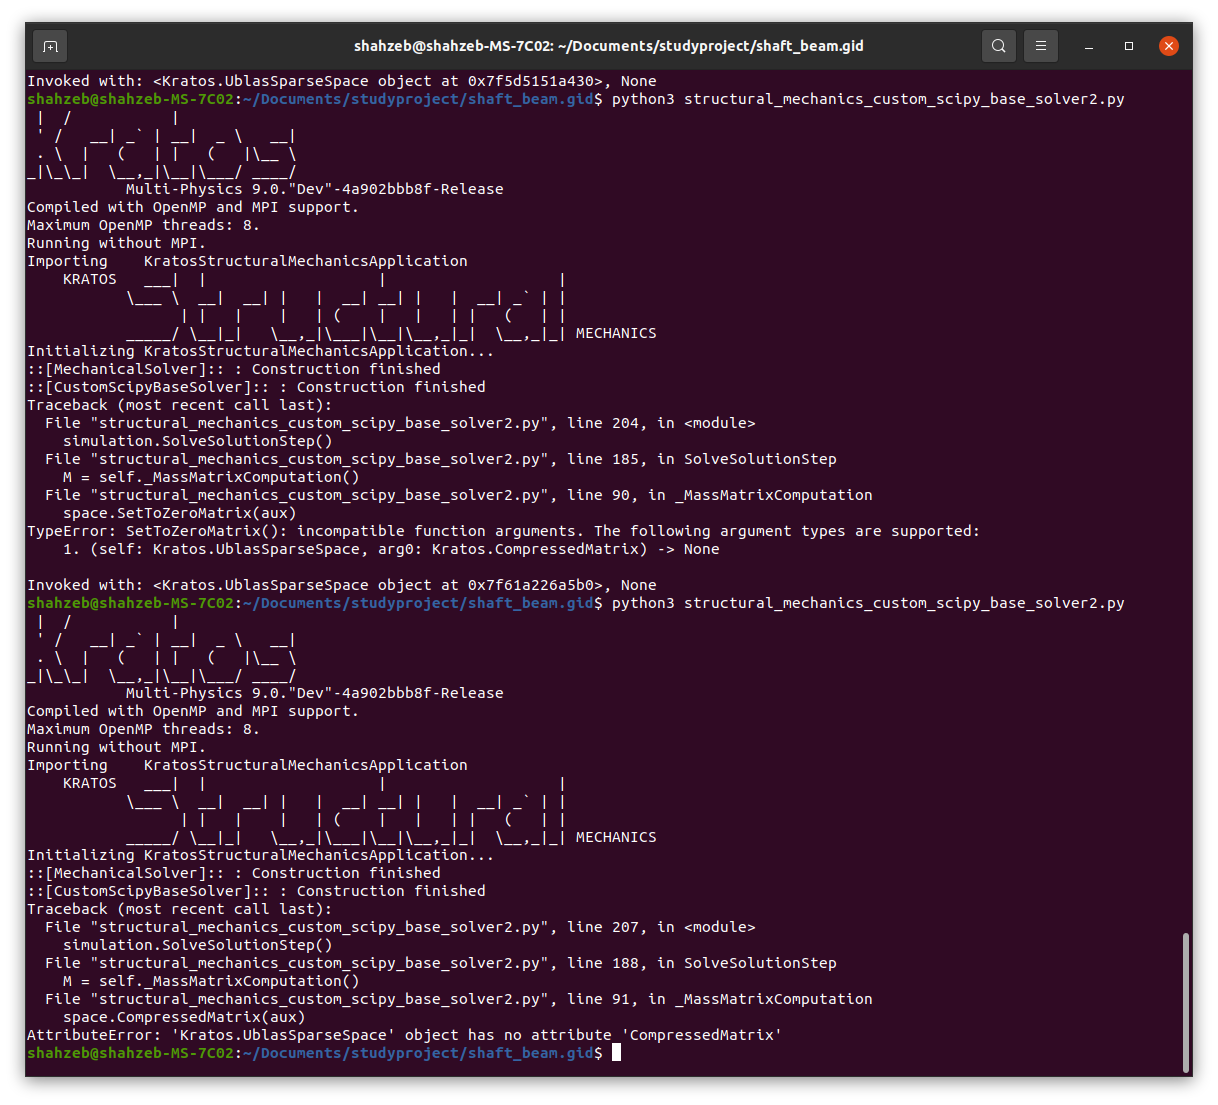 shahzeb@shahzeb-MS-7C02: ~/Documents/studyproject/shaft_beam.gid
Invoked with: <Kratos.UblasSparseSpace object at 0x7f5d5151a430>, None
shahzeb@shahzeb-MS-7C02:~/Documents/studyproject/shaft_beam.gid$ python3 structural_mechanics_custom_scipy_base_solver2.py
 |  /           |
 ' /   __| _` | __|  _ \   __|
 . \  |   (   | |   (   |\__ \
_|\_\_|  \__,_|\__|\___/ ____/
           Multi-Physics 9.0."Dev"-4a902bbb8f-Release
Compiled with OpenMP and MPI support.
Maximum OpenMP threads: 8.
Running without MPI.
Importing    KratosStructuralMechanicsApplication
    KRATOS   ___|  |                   |                   |
           \___ \  __|  __| |   |  __| __| |   |  __| _` | |
                 | |   |    |   | (    |   |   | |   (   | |
           _____/ \__|_|   \__,_|\___|\__|\__,_|_|  \__,_|_| MECHANICS
Initializing KratosStructuralMechanicsApplication...
::[MechanicalSolver]:: : Construction finished
::[CustomScipyBaseSolver]:: : Construction finished
Traceback (most recent call last):
  File "structural_mechanics_custom_scipy_base_solver2.py", line 204, in <module>
    simulation.SolveSolutionStep()
  File "structural_mechanics_custom_scipy_base_solver2.py", line 185, in SolveSolutionStep
    M = self._MassMatrixComputation()
  File "structural_mechanics_custom_scipy_base_solver2.py", line 90, in _MassMatrixComputation
    space.SetToZeroMatrix(aux)
TypeError: SetToZeroMatrix(): incompatible function arguments. The following argument types are supported:
    1. (self: Kratos.UblasSparseSpace, arg0: Kratos.CompressedMatrix) -> None

Invoked with: <Kratos.UblasSparseSpace object at 0x7f61a226a5b0>, None
shahzeb@shahzeb-MS-7C02:~/Documents/studyproject/shaft_beam.gid$ python3 structural_mechanics_custom_scipy_base_solver2.py
 |  /           |
 ' /   __| _` | __|  _ \   __|
 . \  |   (   | |   (   |\__ \
_|\_\_|  \__,_|\__|\___/ ____/
           Multi-Physics 9.0."Dev"-4a902bbb8f-Release
Compiled with OpenMP and MPI support.
Maximum OpenMP threads: 8.
Running without MPI.
Importing    KratosStructuralMechanicsApplication
    KRATOS   ___|  |                   |                   |
           \___ \  __|  __| |   |  __| __| |   |  __| _` | |
                 | |   |    |   | (    |   |   | |   (   | |
           _____/ \__|_|   \__,_|\___|\__|\__,_|_|  \__,_|_| MECHANICS
Initializing KratosStructuralMechanicsApplication...
::[MechanicalSolver]:: : Construction finished
::[CustomScipyBaseSolver]:: : Construction finished
Traceback (most recent call last):
  File "structural_mechanics_custom_scipy_base_solver2.py", line 207, in <module>
    simulation.SolveSolutionStep()
  File "structural_mechanics_custom_scipy_base_solver2.py", line 188, in SolveSolutionStep
    M = self._MassMatrixComputation()
  File "structural_mechanics_custom_scipy_base_solver2.py", line 91, in _MassMatrixComputation
    space.CompressedMatrix(aux)
AttributeError: 'Kratos.UblasSparseSpace' object has no attribute 'CompressedMatrix'
shahzeb@shahzeb-MS-7C02:~/Documents/studyproject/shaft_beam.gid$